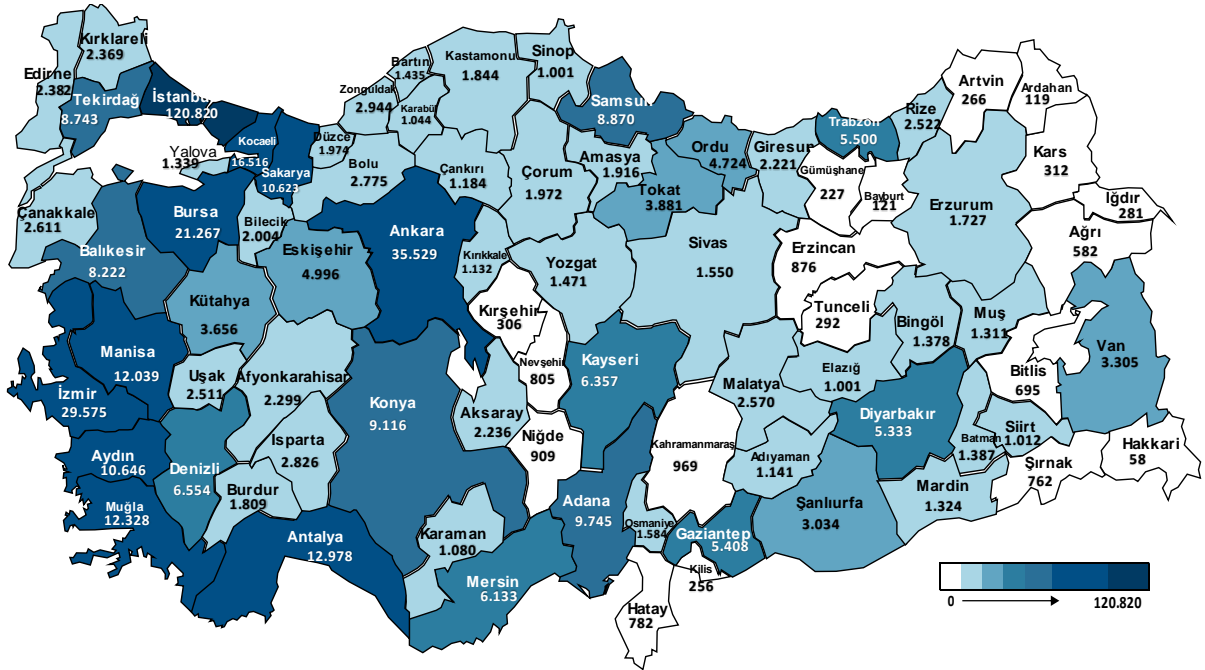 Kırklareli
2.369
Edirne
2.382
Tekirdağ
8.743
İstanbul
120.820
Yalova
1.339
Kocaeli
16.516
Sakarya
10.623
Düzce
1.974
Zonguldak
2.944
Bartın
1.435
Karabük
1.044
Kastamonu
1.844
Sinop
1.001
Samsun
8.870
Bolu
2.775
Çankırı
1.184
Çorum
1.972
Amasya
1.916
Tokat
3.881
Ordu
4.724
Giresun
2.221
Gümüşhane
227
Trabzon
5.500
Bayburt
121
Rize
2.522
Artvin
266
Ardahan
119
Kars
312
Iğdır
281
Ağrı
582
Erzurum
1.727
Erzincan
876
Tunceli
292
Çanakkale
2.611
Balıkesir
8.222
Bursa
21.267
Bilecik
2.004
Eskişehir
4.996
Ankara
35.529
Kırıkkale
1.132
Yozgat
1.471
Sivas
1.550
Kırşehir
306
Nevşehir
805
Kayseri
6.357
Kütahya
3.656
Manisa
12.039
Uşak
2.511
Afyonkarahisar
2.299
İzmir
29.575
Aydın
10.646
Denizli
6.554
Muğla
12.328
Burdur
1.809
Isparta
2.826
Antalya
12.978
Konya
9.116
Aksaray
2.236
Niğde
909
Karaman
1.080
Mersin
6.133
Adana
9.745
Osmaniye
1.584
Hatay
782
Kilis
256
Gaziantep
5.408
Kahramanmaraş
969
Malatya
2.570
Adıyaman
1.141
Şanlıurfa
3.034
Elazığ
1.001
Bingöl
1.378
Muş
1.311
Diyarbakır
5.333
Batman
1.387
Mardin
1.324
Siirt
1.012
Bitlis
695
Van
3.305
Şırnak
762
Hakkari
58
0
120.820